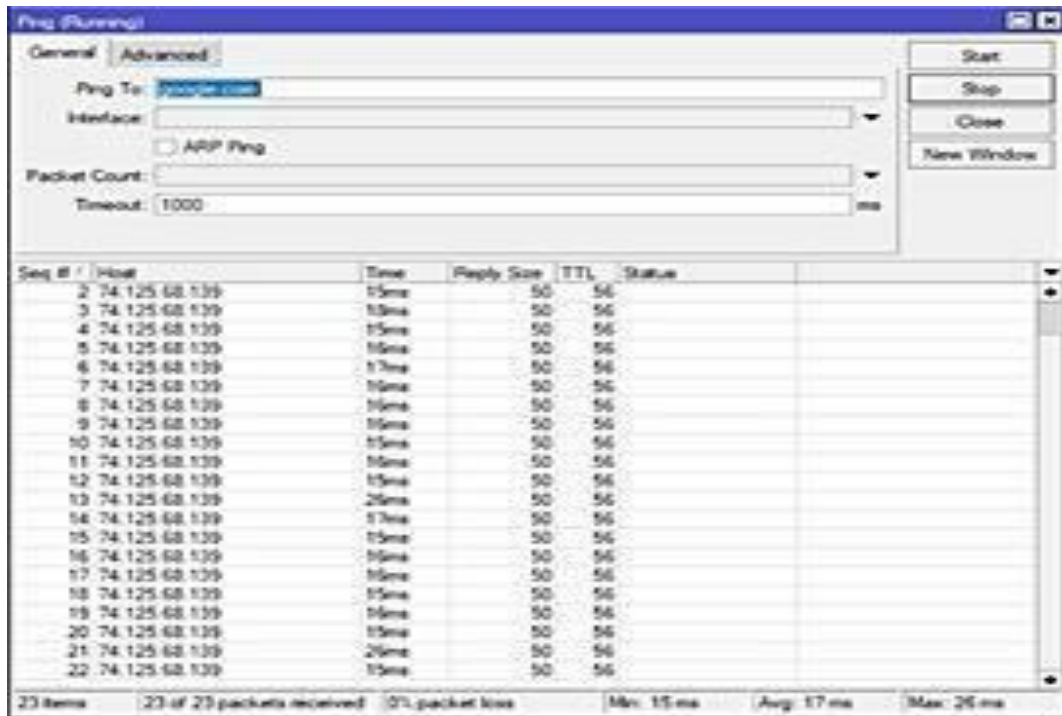 Ping (Running)
General Advanced
Start
Ping To: google.com
Stop
Interface:
Close
ARP Ping
New Window
Packet Count:
Timeout: 1000 ms
Seq # Host Time Reply Size TTL Status
2 74.125.68.139 15ms 50 56
3 74.125.68.139 50 56
4 74.125.68.139 15ms 50 56
5 74.125.68.139 16ms 50 56
6 74.125.68.139 17ms 50 56
7 74.125.68.139 16ms 50 56
8 74.125.68.139 16ms 50 56
9 74.125.68.139 16ms 50 56
10 74.125.68.139 15ms 50 56
11 74.125.68.139 16ms 50 56
12 74.125.68.139 15ms 50 56
13 74.125.68.139 26ms 50 56
14 74.125.68.139 17ms 50 56
15 74.125.68.139 15ms 50 56
16 74.125.68.139 16ms 50 56
17 74.125.68.139 16ms 50 56
18 74.125.68.139 15ms 50 56
19 74.125.68.139 16ms 50 56
20 74.125.68.139 15ms 50 56
21 74.125.68.139 26ms 50 56
22 74.125.68.139 15ms 50 56
23 items 23 of 23 packets received 0% packet loss Min: 15 ms Avg: 17 ms Max: 26 ms